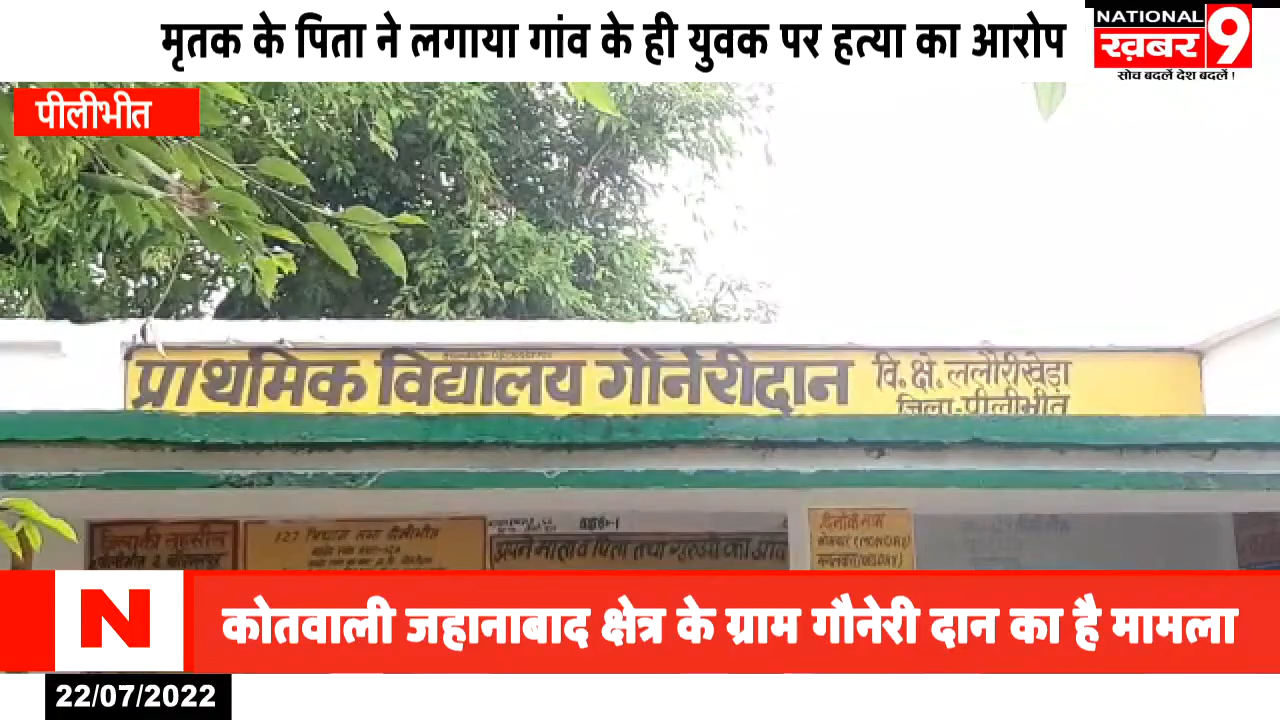 मृतक के पिता ने लगाया गांव के ही युवक पर हत्या का आरोप
NATIONAL
ख़बर 9
सोच बदलें देश बदलें !
पीलीभीत
प्राथमिक विद्यालय गौनेरीदान
वि. क्षे. ललौरीखेड़ा
जिला-पीलीभीत
अपने माता व पिता तथा
N
कोतवाली जहानाबाद क्षेत्र के ग्राम गौनेरी दान का है मामला
22/07/2022